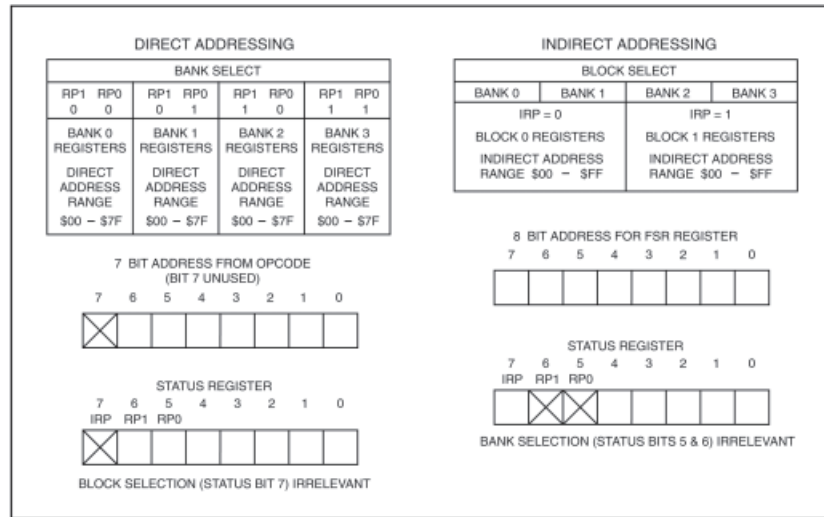 DIRECT ADDRESSING
BANK SELECT
RP1 RP0 RP1 RP0 RP1 RP0 RP1 RP0
0 0 0 1 1 0 1 1
BANK 0 BANK 1 BANK 2 BANK 3
REGISTERS REGISTERS REGISTERS REGISTERS
DIRECT DIRECT DIRECT DIRECT
ADDRESS ADDRESS ADDRESS ADDRESS
RANGE RANGE RANGE RANGE
$00 – $7F $00 – $7F $00 – $7F $00 – $7F
7 BIT ADDRESS FROM OPCODE
(BIT 7 UNUSED)
7 6 5 4 3 2 1 0
STATUS REGISTER
7 6 5 4 3 2 1 0
IRP RP1 RP0
BLOCK SELECTION (STATUS BIT 7) IRRELEVANT
INDIRECT ADDRESSING
BLOCK SELECT
BANK 0 BANK 1 BANK 2 BANK 3
IRP = 0 IRP = 1
BLOCK 0 REGISTERS BLOCK 1 REGISTERS
INDIRECT ADDRESS INDIRECT ADDRESS
RANGE $00 – $FF RANGE $00 – $FF
8 BIT ADDRESS FOR FSR REGISTER
7 6 5 4 3 2 1 0
STATUS REGISTER
7 6 5 4 3 2 1 0
IRP RP1 RP0
BANK SELECTION (STATUS BITS 5 & 6) IRRELEVANT